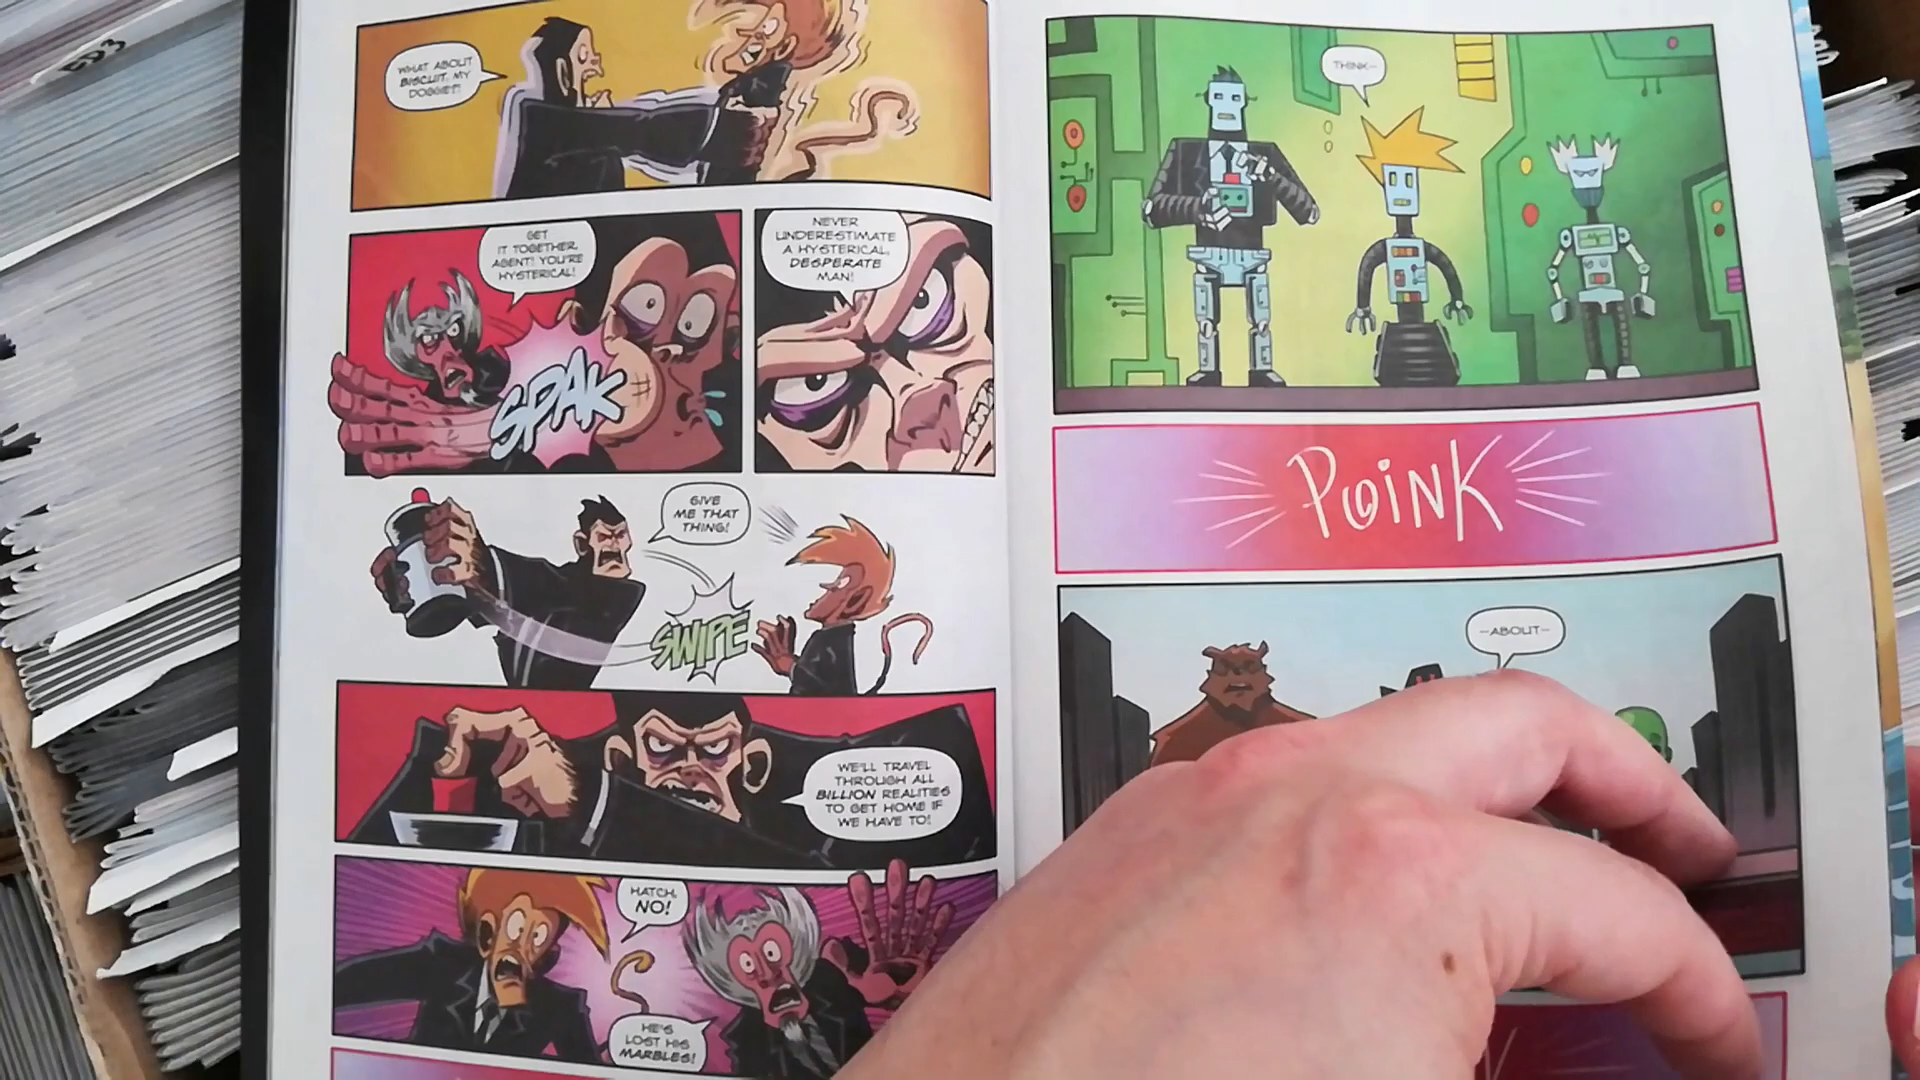 WHAT ABOUT
BISCUIT, MY
DOGGIE?!
GET
IT TOGETHER,
AGENT! YOU'RE
HYSTERICAL!
SPAK
NEVER
UNDERESTIMATE
A HYSTERICAL,
DESPERATE
MAN!
GIVE
ME THAT
THING!
SWIPE
WE'LL TRAVEL
THROUGH ALL
BILLION REALITIES
TO GET HOME IF
WE HAVE TO!
HATCH,
NO!
HE'S
LOST HIS
MARBLES!
THINK--
POINK
--ABOUT--